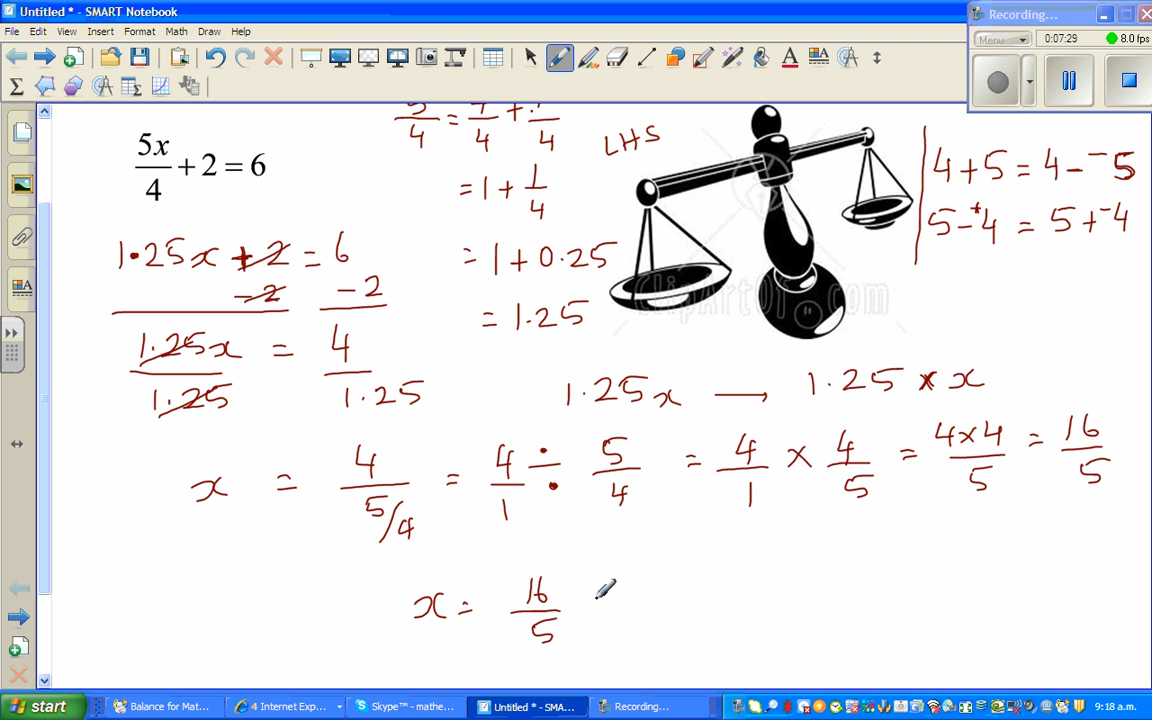 Untitled * - SMART Notebook
File Edit View Insert Format Math Draw Help
Recording...
Menu 0:07:29 8.0 fps
5x/4 + 2 = 6
5/4 = 4/4 + 1/4
= 1 + 1/4
= 1 + 0.25
= 1.25
LHS
4 + 5 = 4 - ⁻5
5 - ⁺4 = 5 + ⁻4
1.25x + 2 = 6
-2 -2
1.25x = 4
1.25 1.25
1.25x → 1.25 × x
x = 4/(5/4) = 4/1 ÷ 5/4 = 4/1 × 4/5 = 4×4/5 = 16/5
x = 16/5
start
Balance for Mat...
4 Internet Exp...
Skype™ - mathe...
Untitled * - SMA...
Recording...
9:18 a.m.